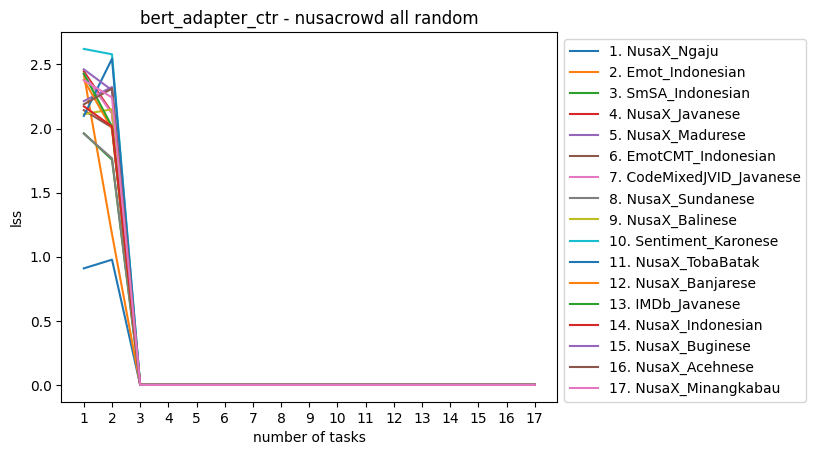 bert_adapter_ctr - nusacrowd all random
lss
2.5
2.0
1.5
1.0
0.5
0.0
1 2 3 4 5 6 7 8 9 10 11 12 13 14 15 16 17
number of tasks
1. NusaX_Ngaju
2. Emot_Indonesian
3. SmSA_Indonesian
4. NusaX_Javanese
5. NusaX_Madurese
6. EmotCMT_Indonesian
7. CodeMixedJVID_Javanese
8. NusaX_Sundanese
9. NusaX_Balinese
10. Sentiment_Karonese
11. NusaX_TobaBatak
12. NusaX_Banjarese
13. IMDb_Javanese
14. NusaX_Indonesian
15. NusaX_Buginese
16. NusaX_Acehnese
17. NusaX_Minangkabau